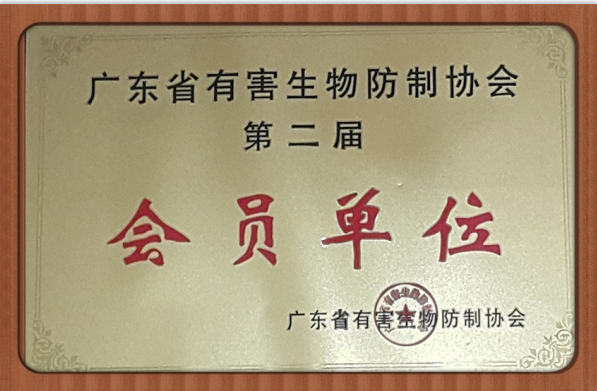 广东省有害生物防制协会
第二届
会员单位
广东省有害生物防制协会